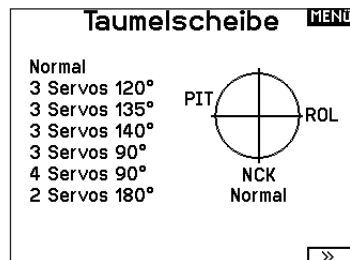 Taumelscheibe
MENÜ
Normal
3 Servos 120°
3 Servos 135°
3 Servos 140°
3 Servos 90°
4 Servos 90°
2 Servos 180°
PIT
ROL
NCK
Normal
»